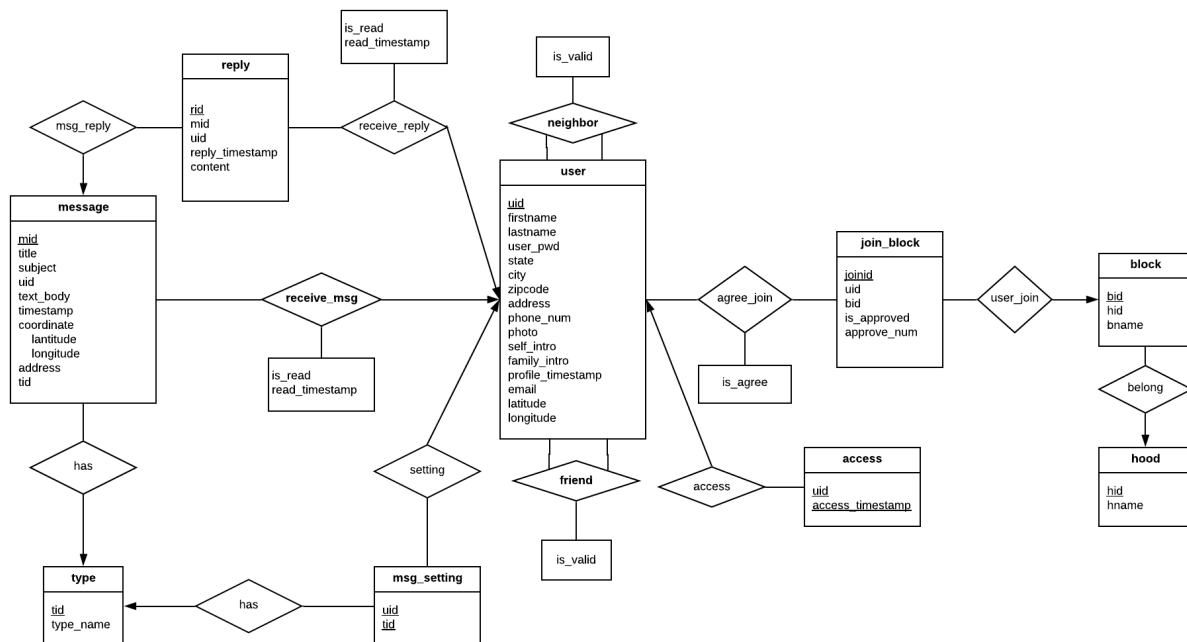 is_read
read_timestamp
is_valid
reply
rid
mid
uid
reply_timestamp
content
msg_reply
receive_reply
neighbor
message
mid
title
subject
uid
text_body
timestamp
coordinate
lantitude
longitude
address
tid
receive_msg
is_read
read_timestamp
user
uid
firstname
lastname
user_pwd
state
city
zipcode
address
phone_num
photo
self_intro
family_intro
profile_timestamp
email
latitude
longitude
agree_join
is_agree
join_block
joinid
uid
bid
is_approved
approve_num
user_join
block
bid
hid
bname
belong
hood
hid
hname
has
setting
friend
is_valid
access
access
uid
access_timestamp
type
tid
type_name
has
msg_setting
uid
tid